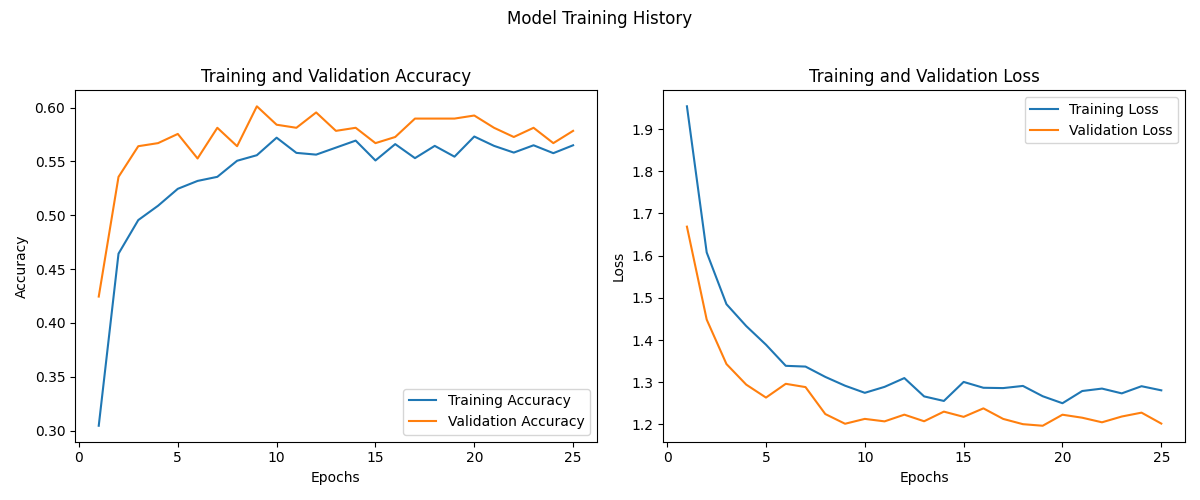 Model Training History
Training and Validation Accuracy
Accuracy
0.60
0.55
0.50
0.45
0.40
0.35
0.30
Training Accuracy
Validation Accuracy
0 5 10 15 20 25
Epochs
Training and Validation Loss
Loss
Training Loss
Validation Loss
1.9
1.8
1.7
1.6
1.5
1.4
1.3
1.2
0 5 10 15 20 25
Epochs